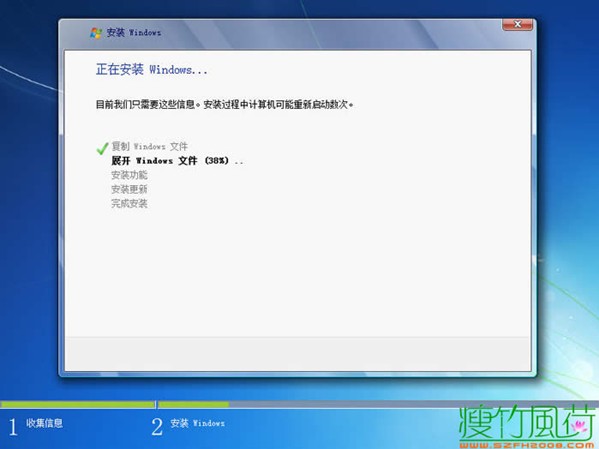 安装 Windows
正在安装 Windows...
目前我们只需要这些信息。安装过程中计算机可能重新启动数次。
复制 Windows 文件
展开 Windows 文件 (38%) ..
安装功能
安装更新
完成安装
1 收集信息
2 安装 Windows
瘦竹風荷
WWW.SZFH2008.COM